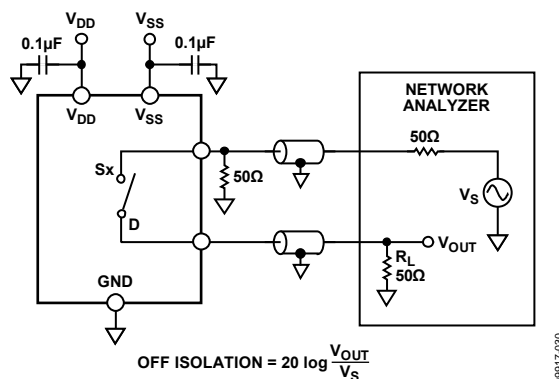 VDD
VSS
0.1µF
0.1µF
VDD
VSS
NETWORK
ANALYZER
50Ω
Sx
50Ω
VS
D
VOUT
RL
50Ω
GND
OFF ISOLATION = 20 log VOUT/VS